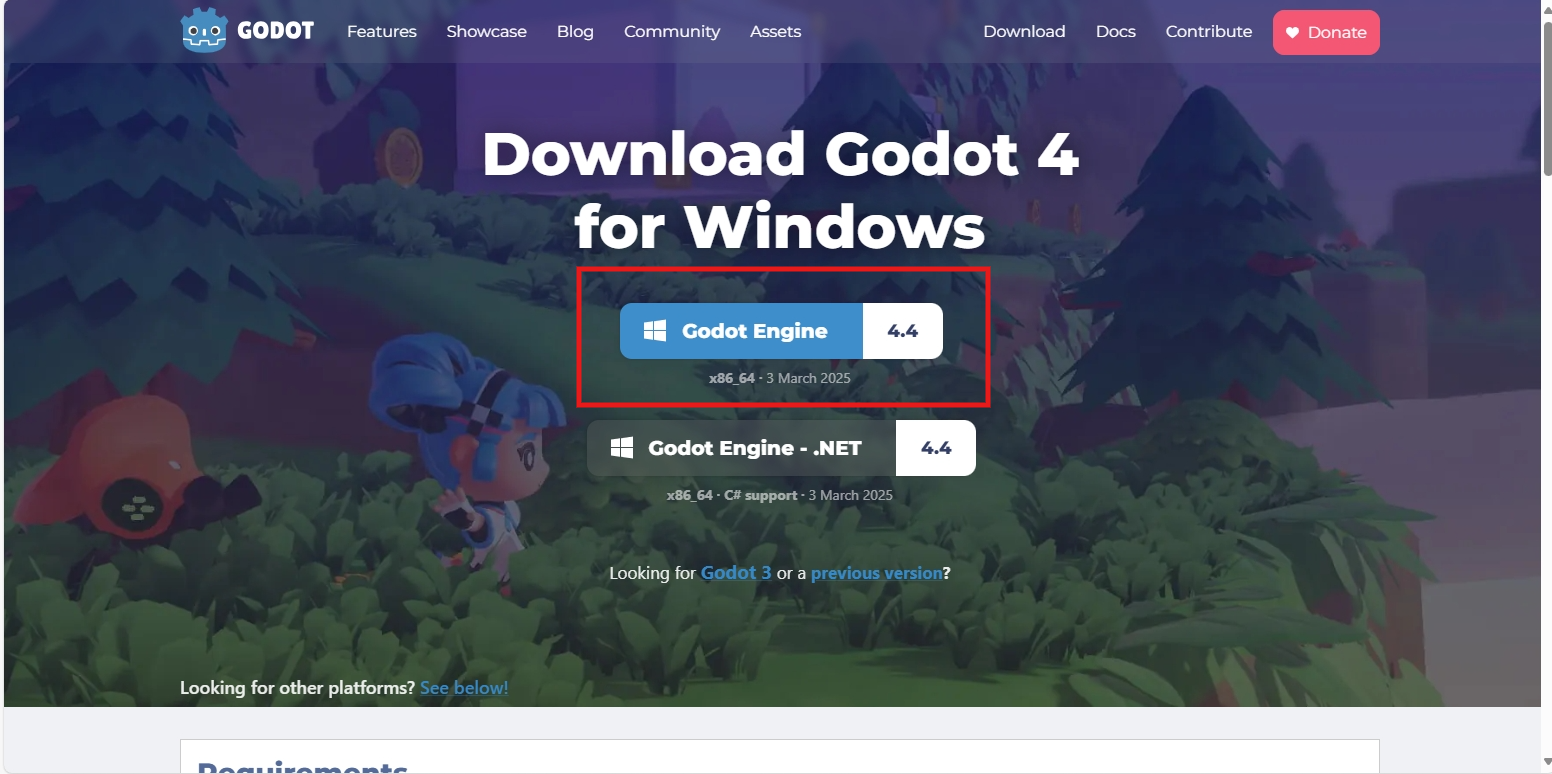 GODOT Features Showcase Blog Community Assets Download Docs Contribute Donate
Download Godot 4
for Windows
Godot Engine 4.4
x86_64 · 3 March 2025
Godot Engine - .NET 4.4
x86_64 · C# support · 3 March 2025
Looking for Godot 3 or a previous version?
Looking for other platforms? See below!
Requirements